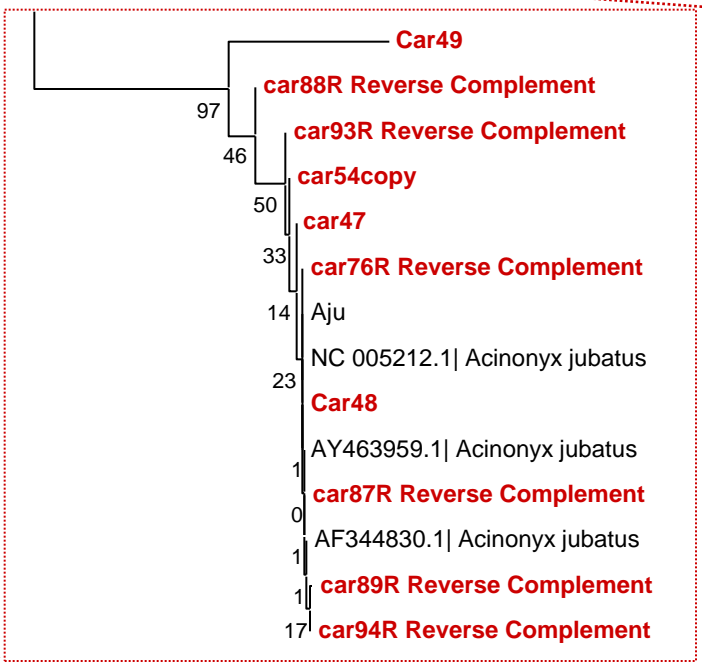 Car49
car88R Reverse Complement
97
car93R Reverse Complement
46
car54copy
50
car47
33
car76R Reverse Complement
14
Aju
NC 005212.1| Acinonyx jubatus
23
Car48
AY463959.1| Acinonyx jubatus
1
car87R Reverse Complement
0
AF344830.1| Acinonyx jubatus
1
car89R Reverse Complement
1
17
car94R Reverse Complement